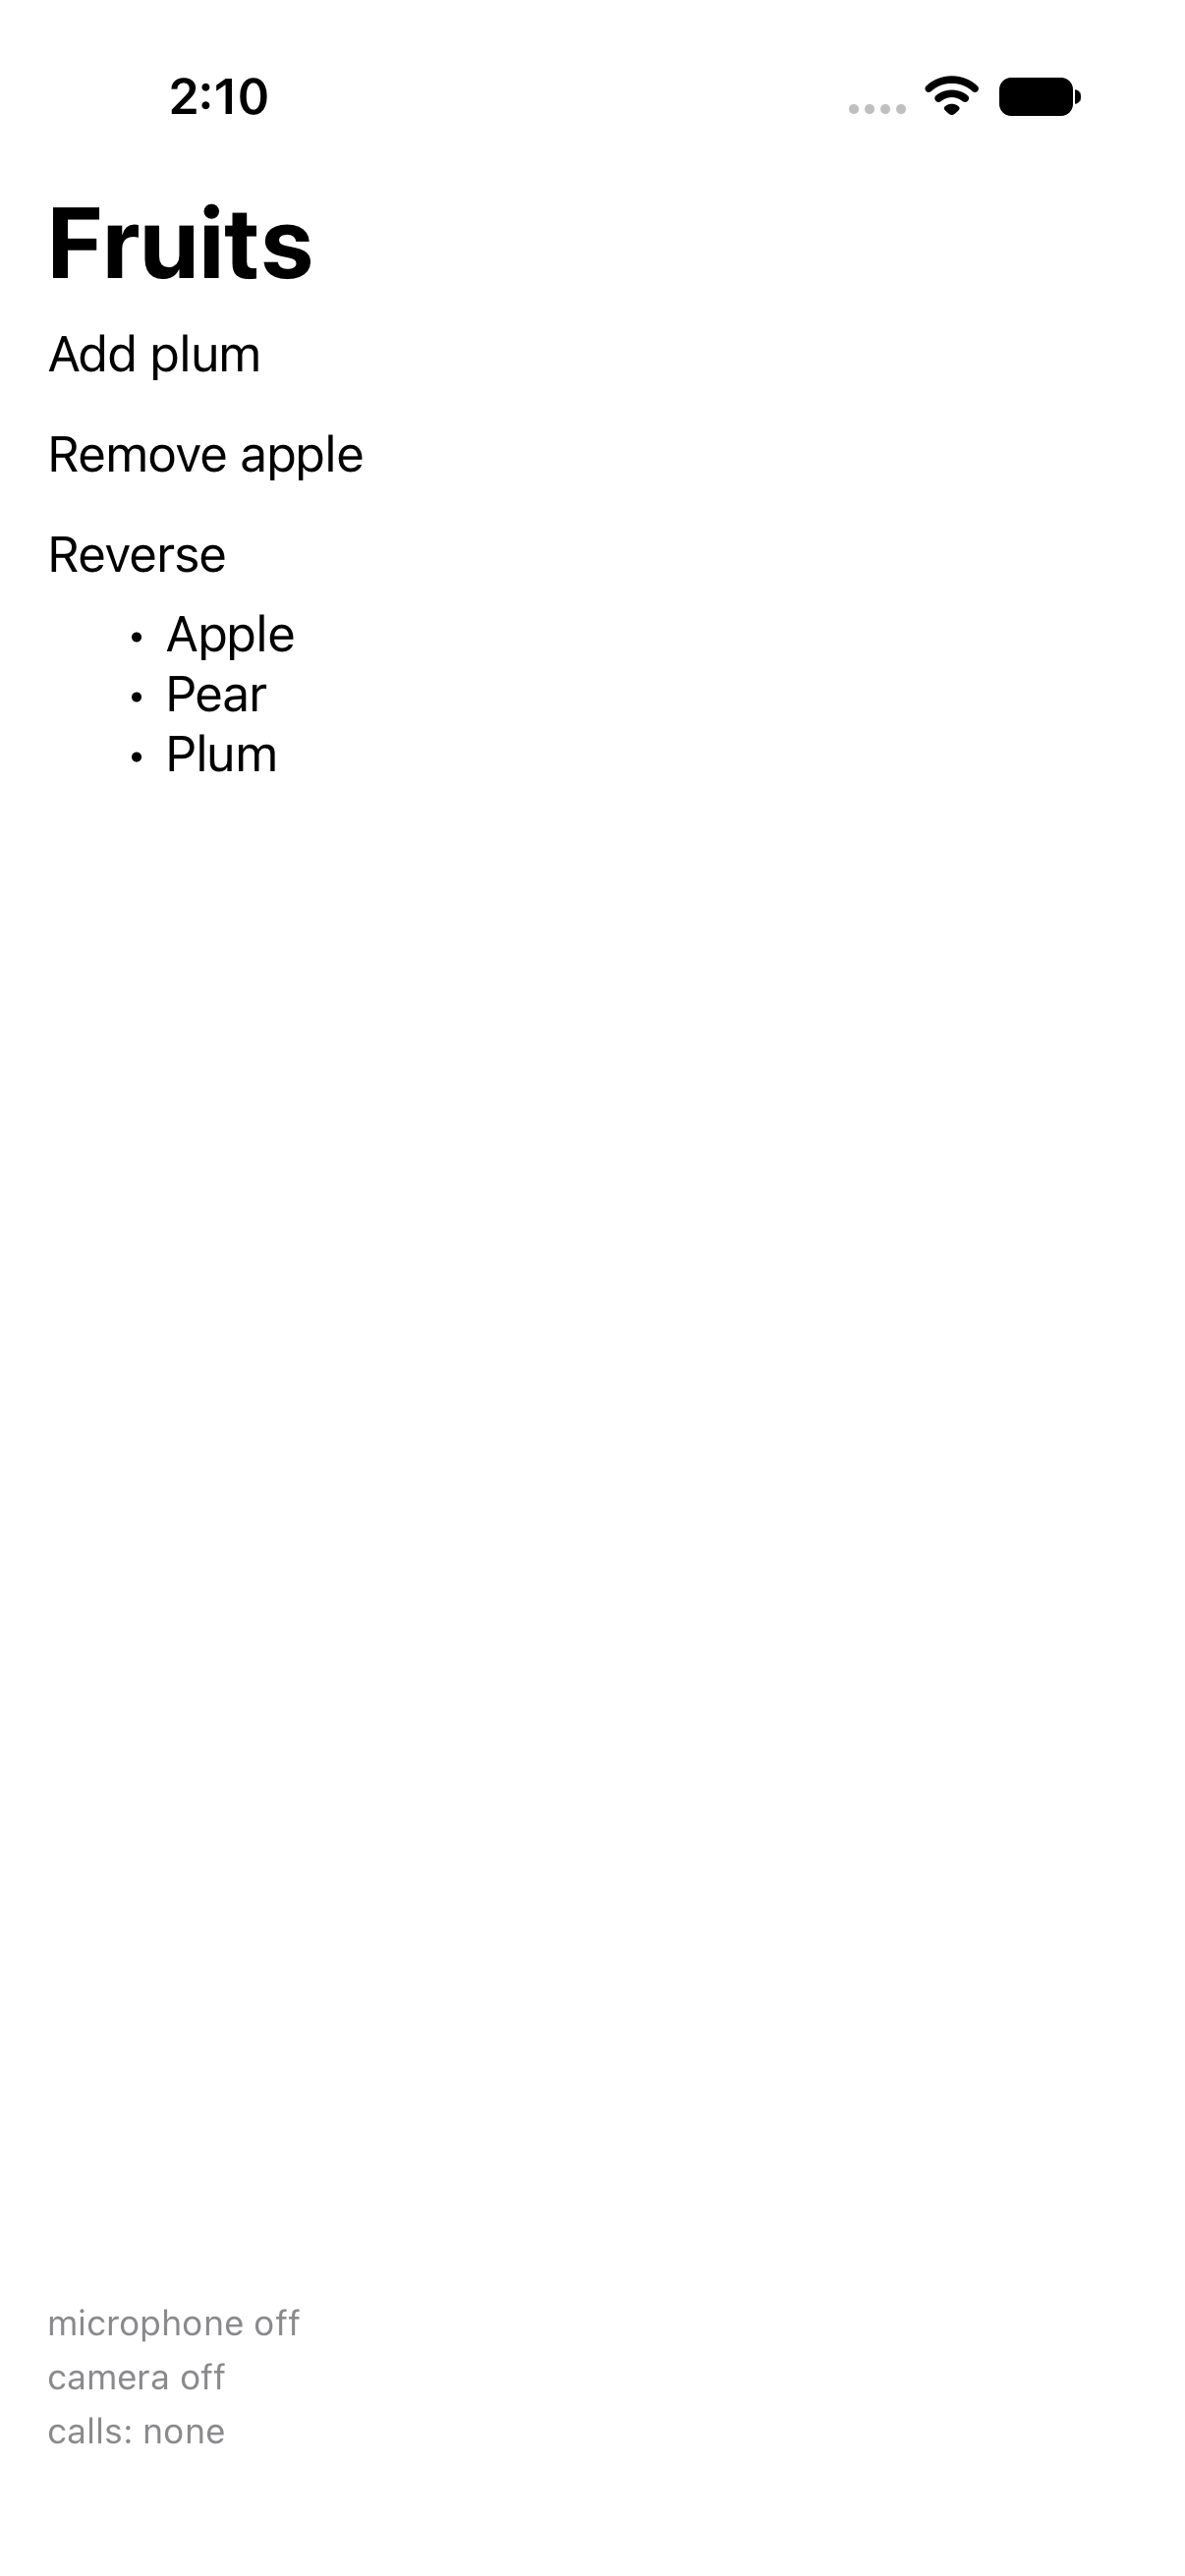 2:10
Fruits
Add plum
Remove apple
Reverse
• Apple
• Pear
• Plum
microphone off
camera off
calls: none